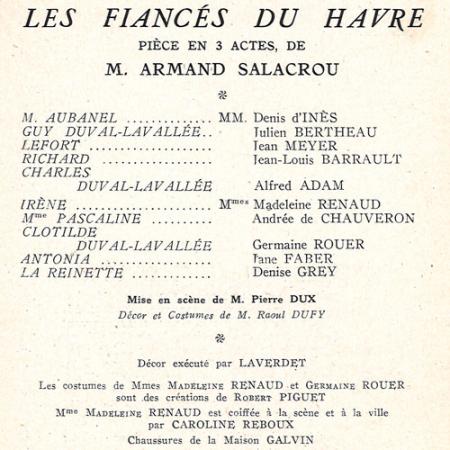 LES FIANCÉS DU HAVRE
PIÈCE EN 3 ACTES, DE
M. ARMAND SALACROU
M. AUBANEL ............. MM. Denis d'INÈS
GUY DUVAL-LAVALLÉE.. Julien BERTHEAU
LEFORT ................. Jean MEYER
RICHARD ............... Jean-Louis BARRAULT
CHARLES
DUVAL-LAVALLÉE Alfred ADAM
IRÈNE ................. Mmes Madeleine RENAUD
Mme PASCALINE .......... Andrée de CHAUVERON
CLOTILDE
DUVAL-LAVALLÉE Germaine ROUER
ANTONIA ............... Jane FABER
LA REINETTE ........... Denise GREY
Mise en scène de M. Pierre DUX
Décor et Costumes de M. Raoul DUFY
Décor exécuté par LAVERDET
Les costumes de Mmes MADELEINE RENAUD et GERMAINE ROUER
sont des créations de ROBERT PIGUET
Mme MADELEINE RENAUD est coiffée à la scène et à la ville
par CAROLINE REBOUX
Chaussures de la Maison GALVIN